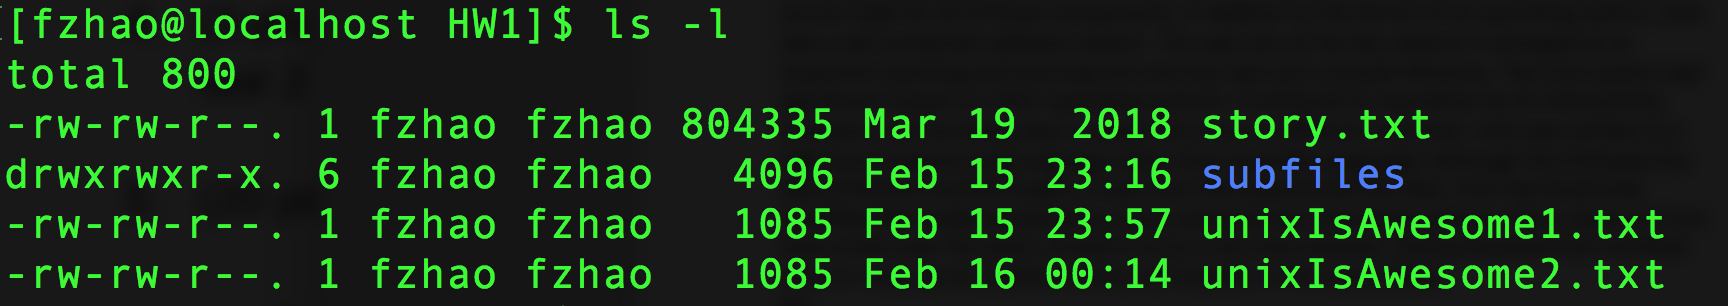 [fzhao@localhost HW1]$ ls -l
total 800
-rw-rw-r--. 1 fzhao fzhao 804335 Mar 19  2018 story.txt
drwxrwxr-x. 6 fzhao fzhao   4096 Feb 15 23:16 subfiles
-rw-rw-r--. 1 fzhao fzhao   1085 Feb 15 23:57 unixIsAwesome1.txt
-rw-rw-r--. 1 fzhao fzhao   1085 Feb 16 00:14 unixIsAwesome2.txt